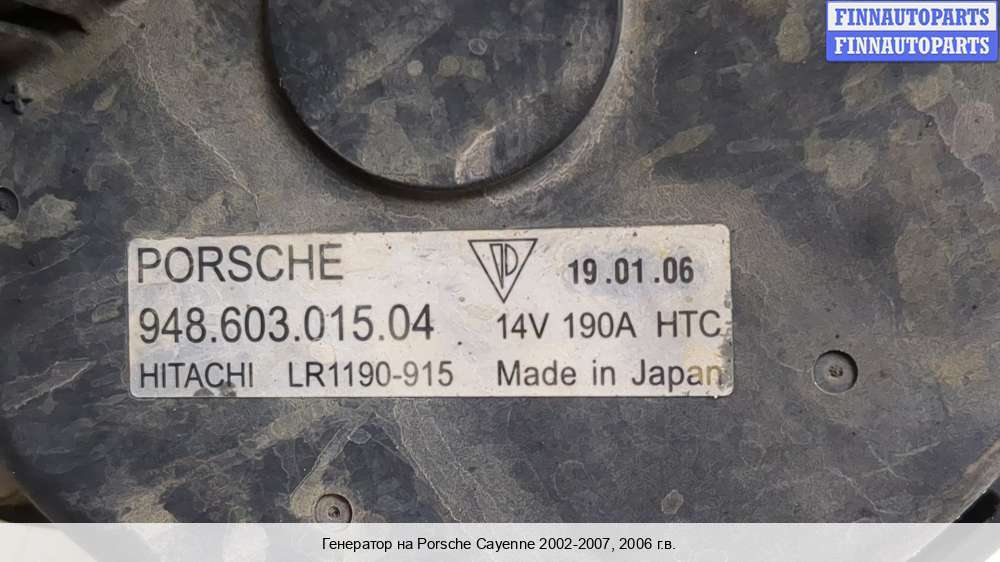 FINNAUTOPARTS
FINNAUTOPARTS
PORSCHE 19.01.06
948.603.015.04 14V 190A HTC
HITACHI LR1190-915 Made in Japan
Генератор на Porsche Cayenne 2002-2007, 2006 г.в.